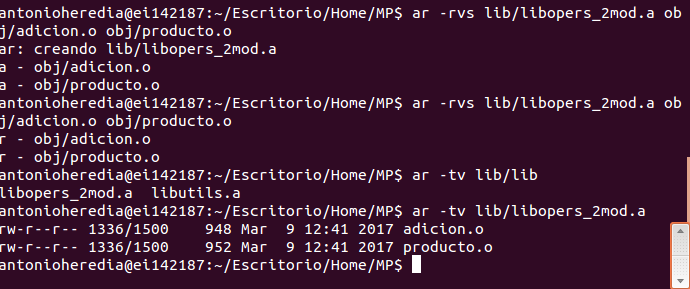 antonioheredia@ei142187:~/Escritorio/Home/MP$ ar -rvs lib/libopers_2mod.a ob
j/adicion.o obj/producto.o
ar: creando lib/libopers_2mod.a
a - obj/adicion.o
a - obj/producto.o
antonioheredia@ei142187:~/Escritorio/Home/MP$ ar -rvs lib/libopers_2mod.a ob
j/adicion.o obj/producto.o
r - obj/adicion.o
r - obj/producto.o
antonioheredia@ei142187:~/Escritorio/Home/MP$ ar -tv lib/lib
libopers_2mod.a  libutils.a
antonioheredia@ei142187:~/Escritorio/Home/MP$ ar -tv lib/libopers_2mod.a
rw-r--r-- 1336/1500    948 Mar  9 12:41 2017 adicion.o
rw-r--r-- 1336/1500    952 Mar  9 12:41 2017 producto.o
antonioheredia@ei142187:~/Escritorio/Home/MP$